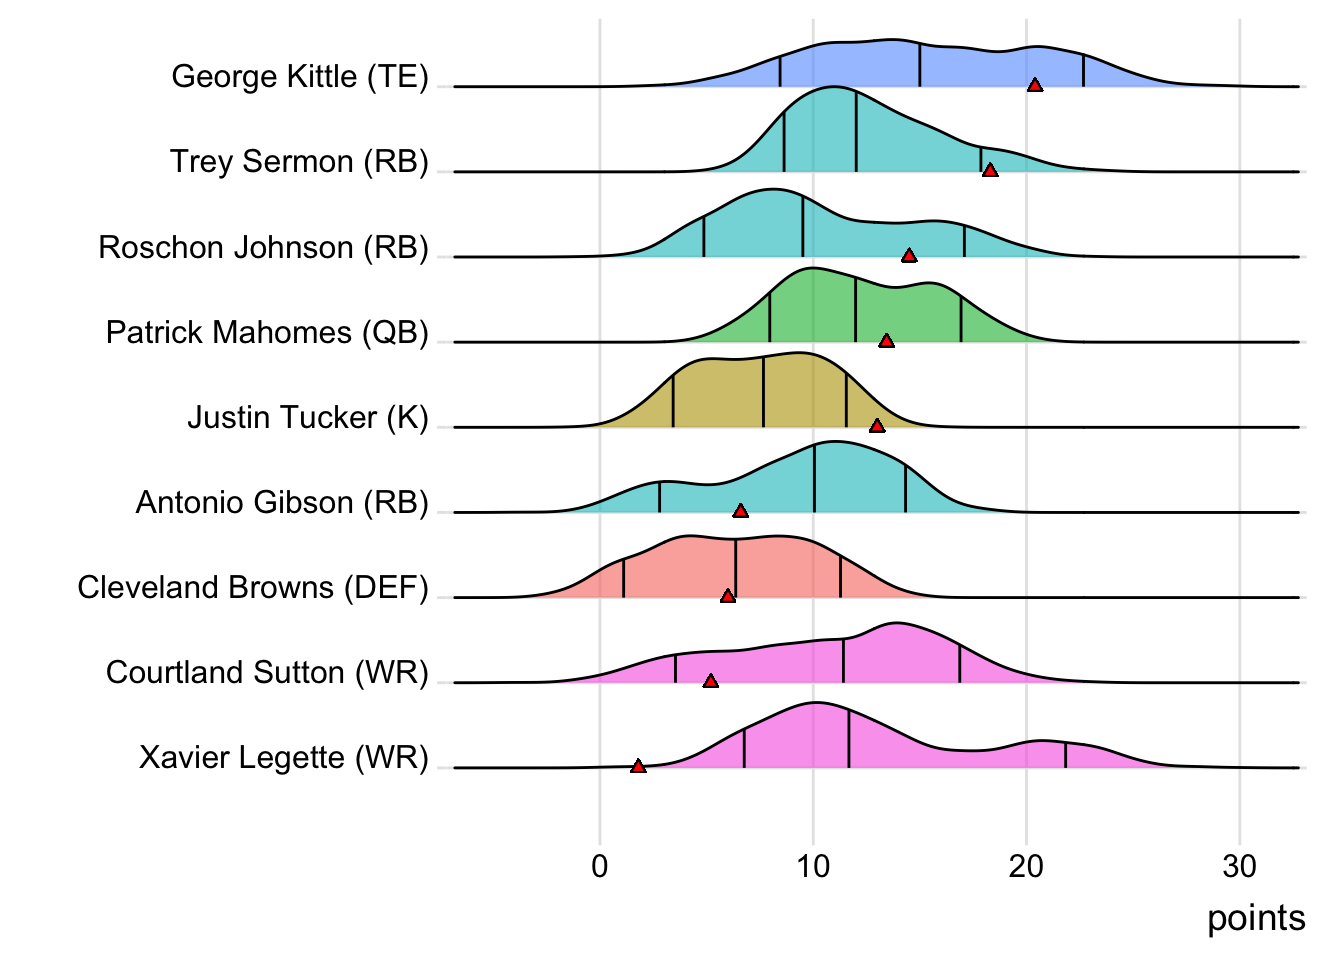 George Kittle (TE)
Trey Sermon (RB)
Roschon Johnson (RB)
Patrick Mahomes (QB)
Justin Tucker (K)
Antonio Gibson (RB)
Cleveland Browns (DEF)
Courtland Sutton (WR)
Xavier Legette (WR)
0 10 20 30
points